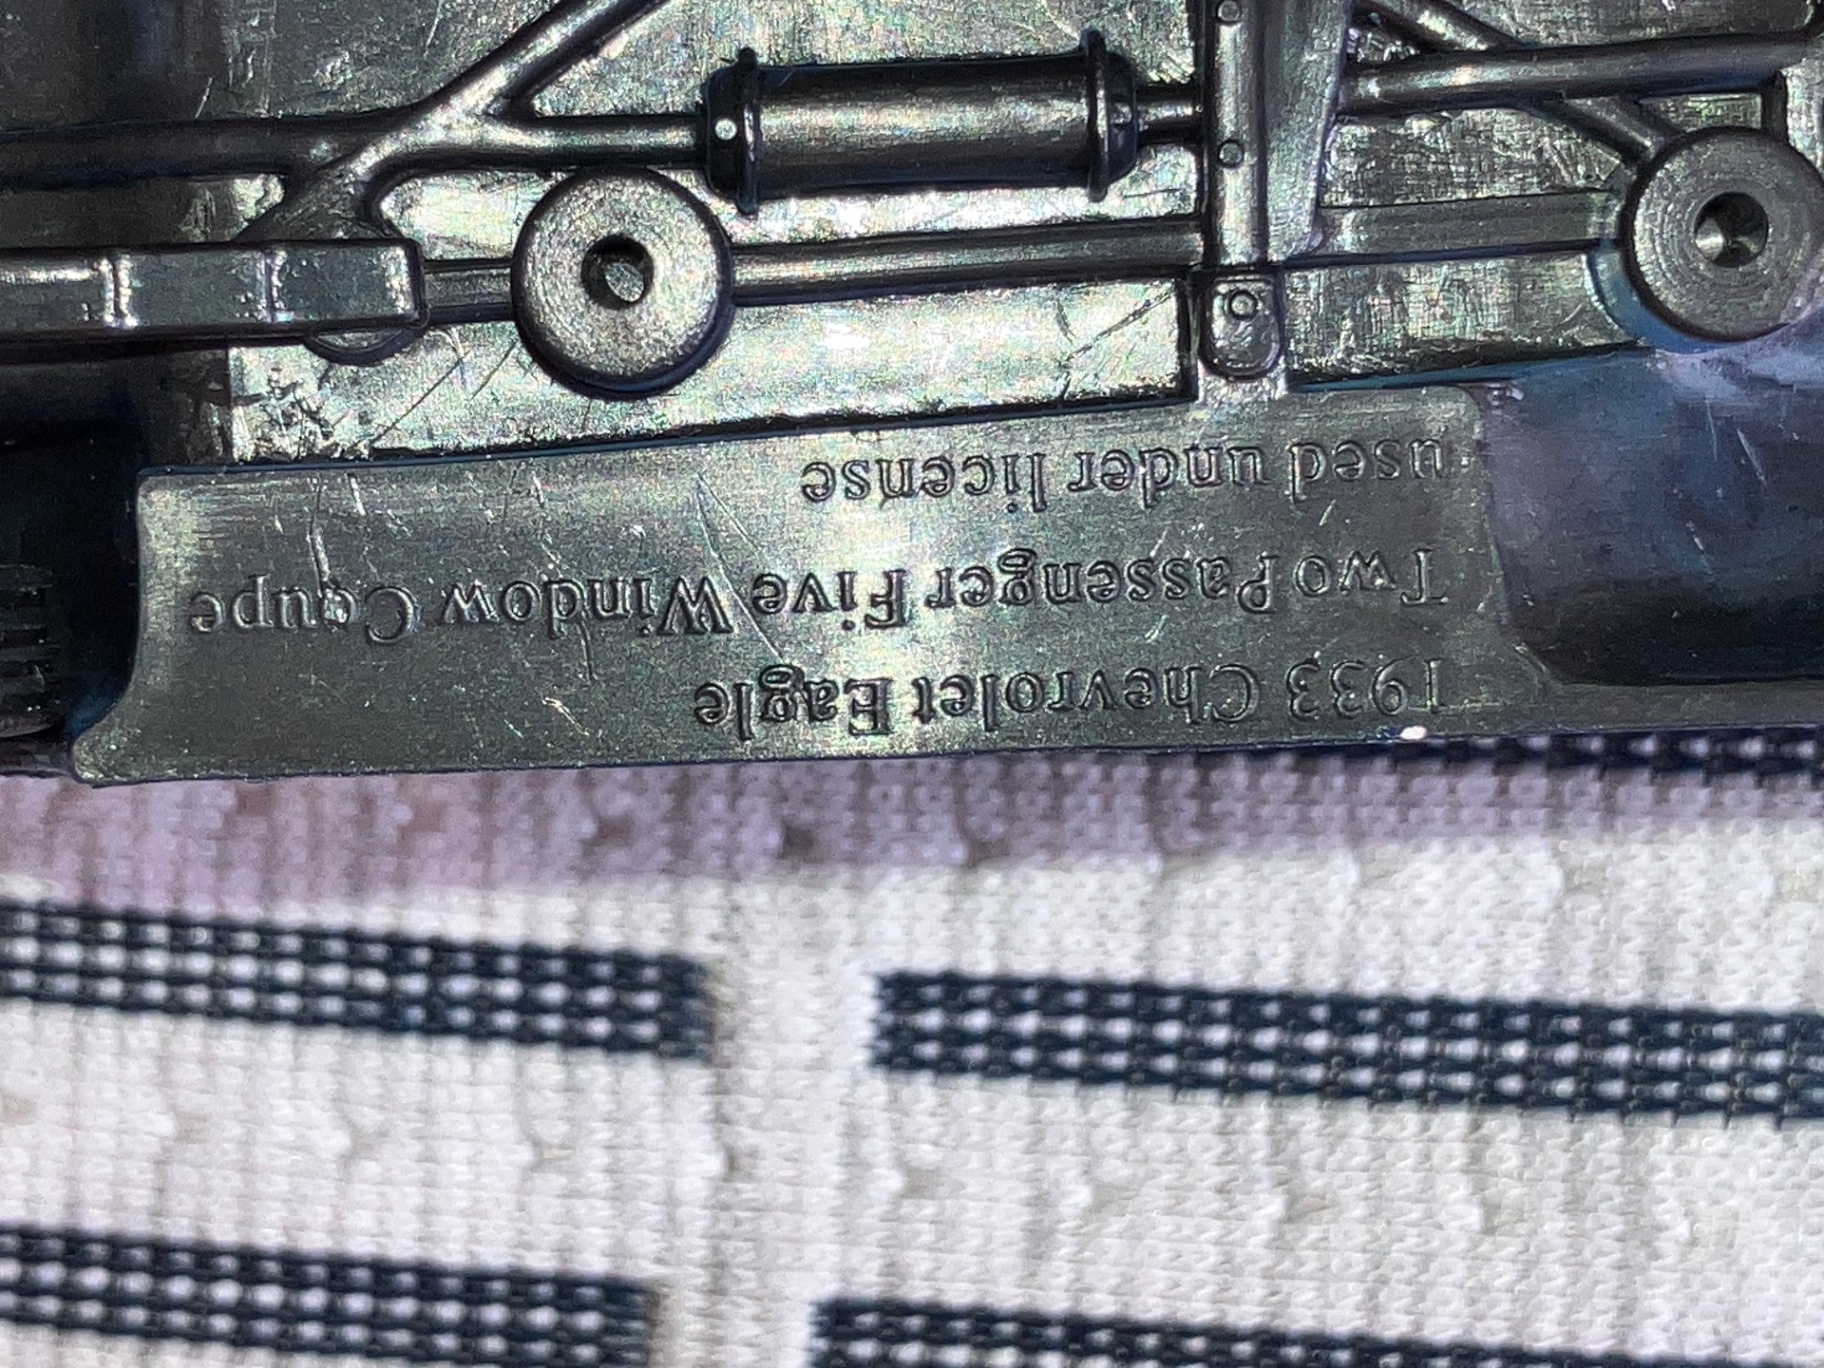 1933 Chevrolet Eagle
Two Passenger Five Window Coupe
used under license